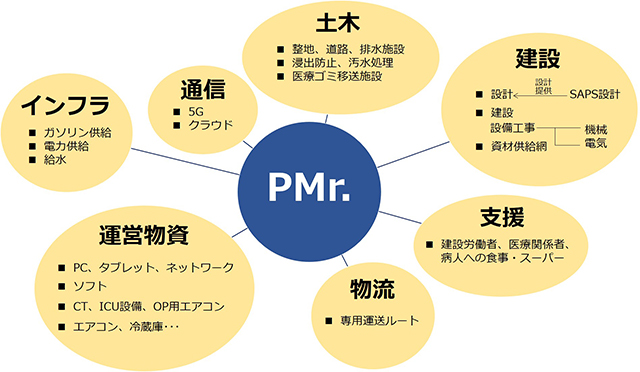 土木
■ 整地、道路、排水施設
■ 浸出防止、汚水処理
■ 医療ゴミ移送施設
通信
■ 5G
■ クラウド
インフラ
■ ガソリン供給
■ 電力供給
■ 給水
建設
■ 設計
設計
提供
SAPS設計
■ 建設
設備工事
機械
電気
■ 資材供給網
PMr.
運営物資
■ PC、タブレット、ネットワーク
■ ソフト
■ CT、ICU設備、OP用エアコン
■ エアコン、冷蔵庫･･･
物流
■ 専用運送ルート
支援
■ 建設労働者、医療関係者、
病人への食事・スーパー